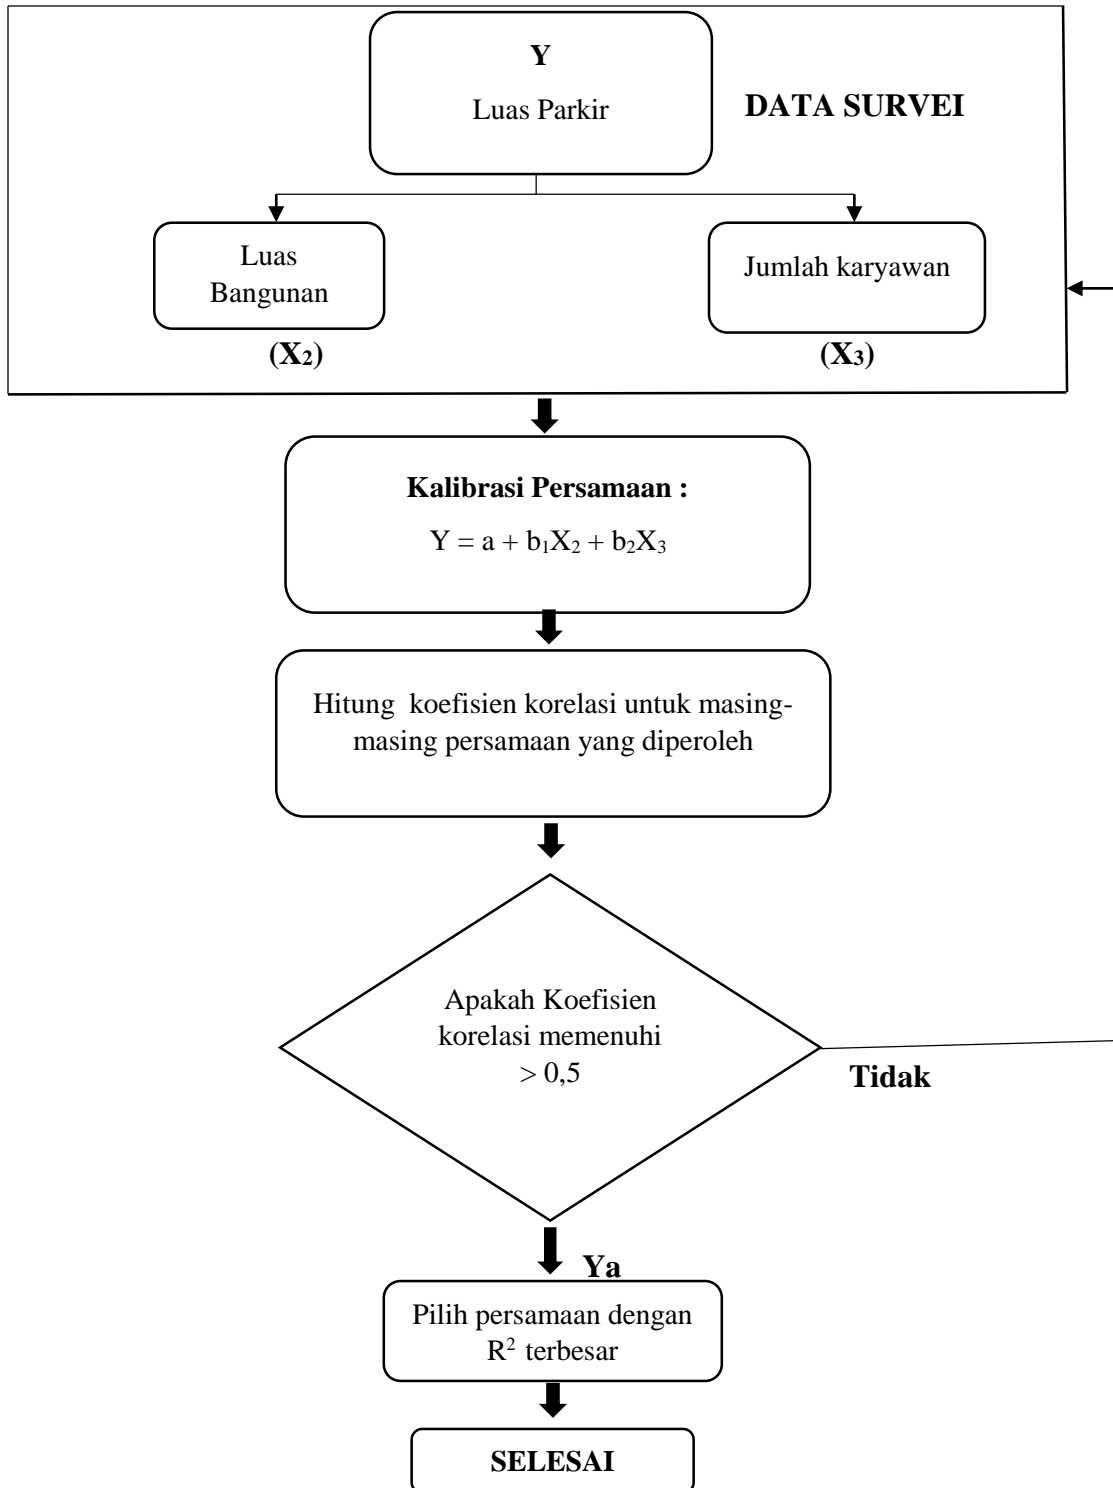 Y
Luas Parkir
DATA SURVEI
Luas
Bangunan
Jumlah karyawan
(X₂)
(X₃)
Kalibrasi Persamaan :
Y = a + b₁X₂ + b₂X₃
Hitung  koefisien korelasi untuk masing-
masing persamaan yang diperoleh
Apakah Koefisien
korelasi memenuhi
> 0,5
Tidak
Ya
Pilih persamaan dengan
R² terbesar
SELESAI